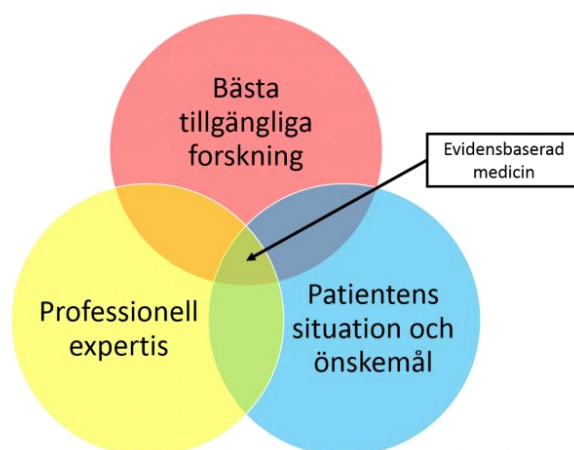 Bästa
tillgängliga
forskning
Evidensbaserad
medicin
Professionell
expertis
Patientens
situation och
önskemål